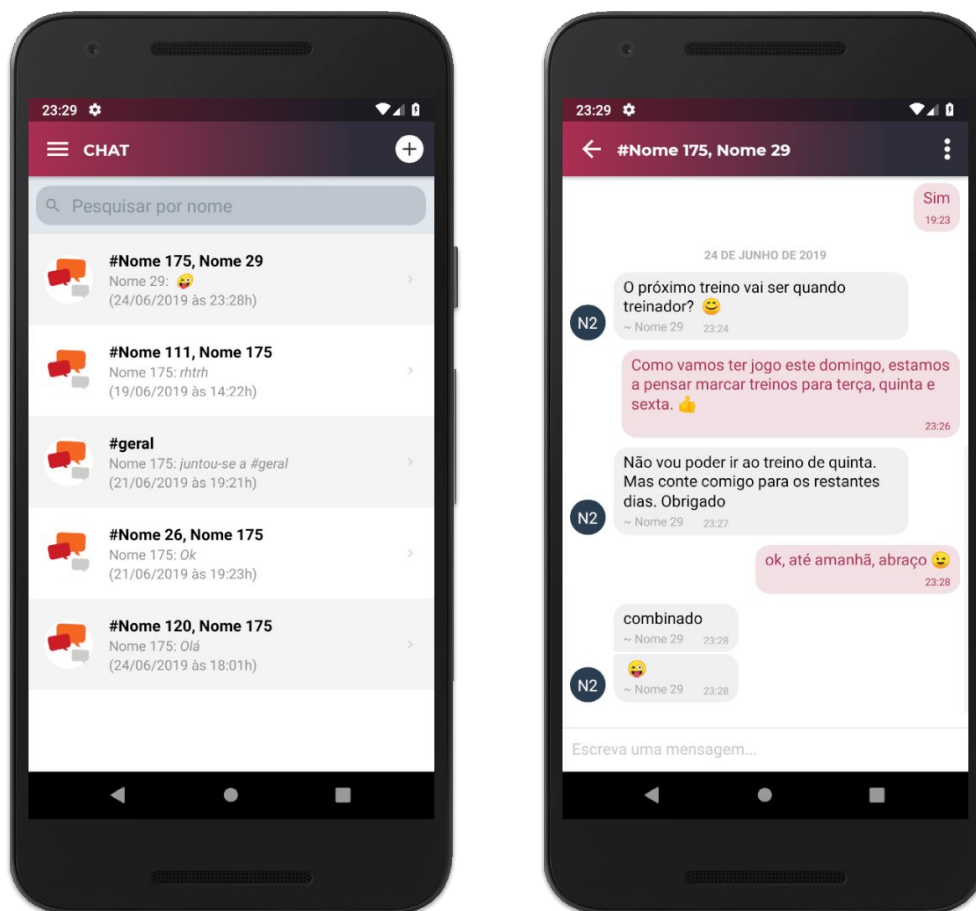 23:29
CHAT
Pesquisar por nome
#Nome 175, Nome 29
Nome 29: 😜
(24/06/2019 às 23:28h)
#Nome 111, Nome 175
Nome 175: rhtrh
(19/06/2019 às 14:22h)
#geral
Nome 175: juntou-se a #geral
(21/06/2019 às 19:21h)
#Nome 26, Nome 175
Nome 175: Ok
(21/06/2019 às 19:23h)
#Nome 120, Nome 175
Nome 175: Olá
(24/06/2019 às 18:01h)
23:29
#Nome 175, Nome 29
Sim
19:23
24 DE JUNHO DE 2019
O próximo treino vai ser quando
treinador? 😊
N2
~ Nome 29 23:24
Como vamos ter jogo este domingo, estamos
a pensar marcar treinos para terça, quinta e
sexta. 👍
23:26
Não vou poder ir ao treino de quinta.
Mas conte comigo para os restantes
dias. Obrigado
N2
~ Nome 29 23:27
ok, até amanhã, abraço 😉
23:28
combinado
~ Nome 29 23:28
😜
N2
~ Nome 29 23:28
Escreva uma mensagem...